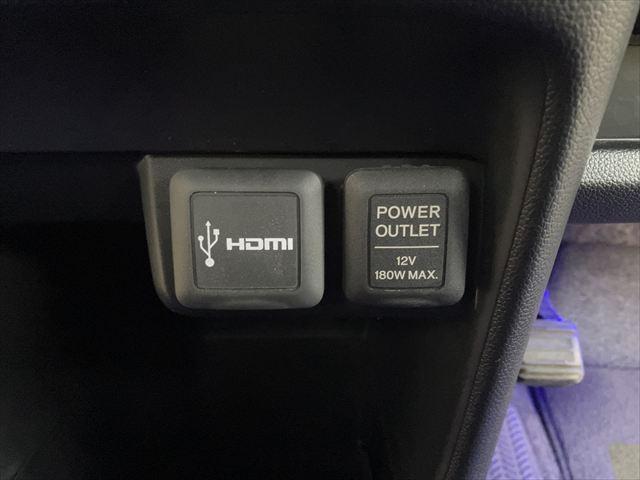 HDMI
POWER
OUTLET
12V
180W MAX.